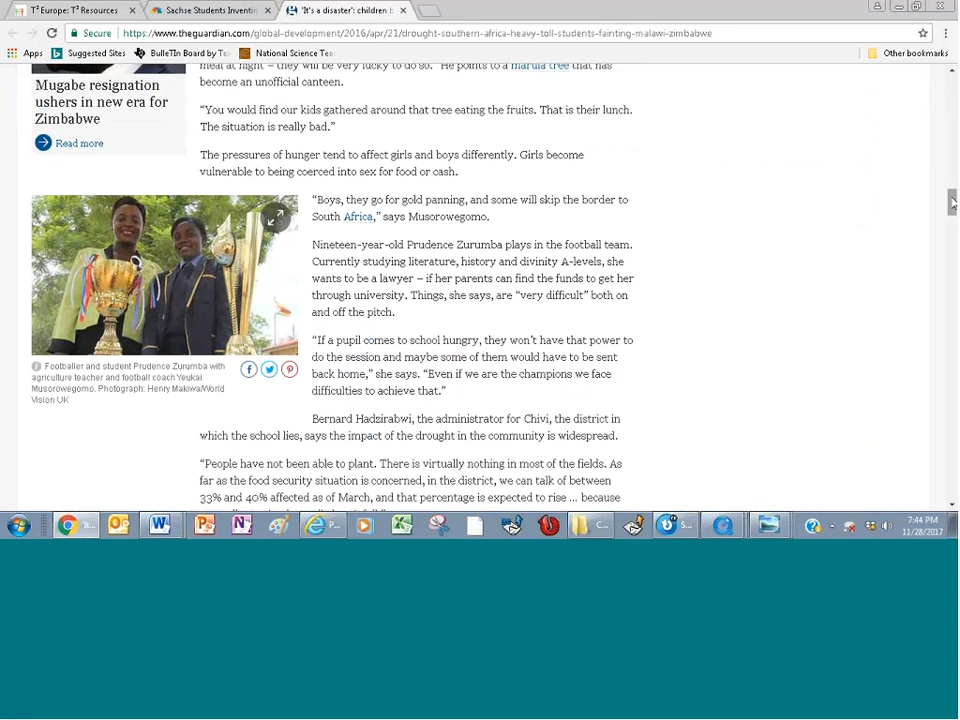 T³ Europe: T³ Resources
Sachse Students Inventin
'It's a disaster': children b
Secure
https://www.theguardian.com/global-development/2016/apr/21/drought-southern-africa-heavy-toll-students-fainting-malawi-zimbabwe
Apps
Suggested Sites
BulleTIn Board by Te
National Science Tea
Other bookmarks
meal at night – they will be very lucky to do so." He points to a marula tree that has
become an unofficial canteen.
Mugabe resignation
ushers in new era for
Zimbabwe
Read more
“You would find our kids gathered around that tree eating the fruits. That is their lunch.
The situation is really bad.”
The pressures of hunger tend to affect girls and boys differently. Girls become
vulnerable to being coerced into sex for food or cash.
“Boys, they go for gold panning, and some will skip the border to
South Africa,” says Musorowegomo.
Nineteen-year-old Prudence Zurumba plays in the football team.
Currently studying literature, history and divinity A-levels, she
wants to be a lawyer – if her parents can find the funds to get her
through university. Things, she says, are “very difficult” both on
and off the pitch.
“If a pupil comes to school hungry, they won’t have that power to
do the session and maybe some of them would have to be sent
back home,” she says. “Even if we are the champions we face
difficulties to achieve that.”
Footballer and student Prudence Zurumba with
agriculture teacher and football coach Yeukai
Musorowegomo. Photograph: Henry Makiwa/World
Vision UK
Bernard Hadzirabwi, the administrator for Chivi, the district in
which the school lies, says the impact of the drought in the community is widespread.
“People have not been able to plant. There is virtually nothing in most of the fields. As
far as the food security situation is concerned, in the district, we can talk of between
33% and 40% affected as of March, and that percentage is expected to rise ... because
'It...
P...
C...
S...
7:44 PM
11/28/2017